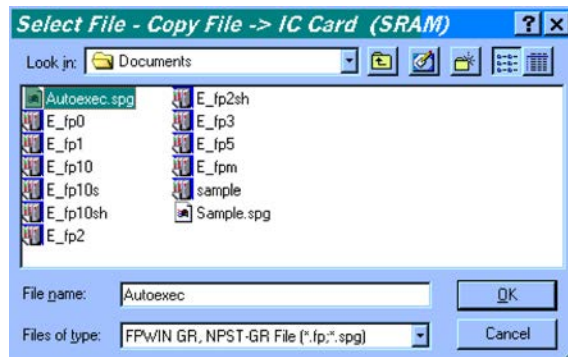 Select File - Copy File -> IC Card (SRAM)
Look in: Documents
Autoexec.spg
E_fp0
E_fp1
E_fp10
E_fp10s
E_fp10sh
E_fp2
E_fp2sh
E_fp3
E_fp5
E_fpm
sample
Sample.spg
File name: Autoexec OK
Files of type: FPWIN GR, NPST-GR File (*.fp;*.spg) Cancel